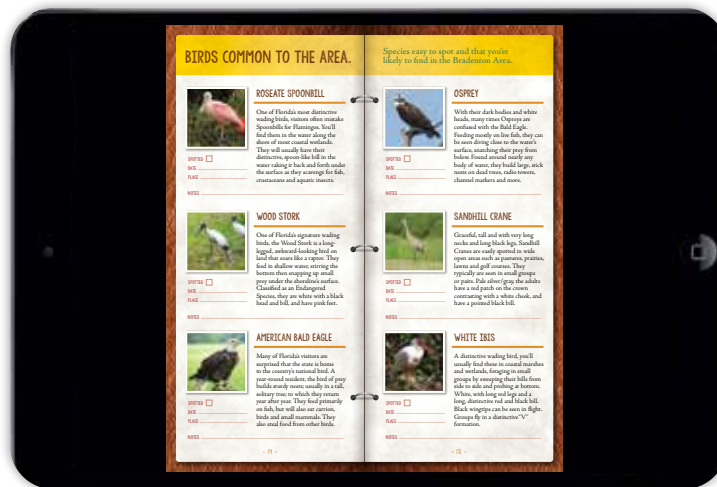 BIRDS COMMON TO THE AREA.
ROSEATE SPOONBILL
One of Florida's most distinctive
wading birds, visitors often mistake
Spoonbills for Flamingos. You'll
find them in the water along the
shore of most coastal wetlands.
They will usually have their
distinctive, spoon-like bill in the
water raking it back and forth under
the surface as they scavenge for fish,
crustaceans and aquatic insects.
SPOTTED
DATE
PLACE
NOTES
WOOD STORK
One of Florida's signature wading
birds, the Wood Stork is a long-
legged, awkward-looking bird on
land that soars like a raptor. They
feed in shallow water, stirring the
bottom then snapping up small
prey under the shoreline's surface.
Classified as an Endangered
Species, they are white with a black
head and bill, and have pink feet.
SPOTTED
DATE
PLACE
NOTES
AMERICAN BALD EAGLE
Many of Florida's visitors are
surprised that the state is home
to the country's national bird. A
year-round resident, the bird of prey
builds sturdy nests; usually in a tall,
solitary tree; to which they return
year after year. They feed primarily
on fish, but will also eat carrion,
birds and small mammals. They
also steal food from other birds.
SPOTTED
DATE
PLACE
NOTES
- 14 -
Species easy to spot and that you're
likely to find in the Bradenton Area.
OSPREY
With their dark bodies and white
heads, many times Ospreys are
confused with the Bald Eagle.
Feeding mostly on live fish, they can
be seen diving close to the water's
surface, snatching their prey from
below. Found around nearly any
body of water, they build large, stick
nests on dead trees, radio towers,
channel markers and more.
SPOTTED
DATE
PLACE
NOTES
SANDHILL CRANE
Graceful, tall and with very long
necks and long black legs, Sandhill
Cranes are easily spotted in wide
open areas such as pastures, prairies,
lawns and golf courses. They
typically are seen in small groups
or pairs. Pale silver/gray, the adults
have a red patch on the crown
contrasting with a white cheek, and
have a pointed black bill.
SPOTTED
DATE
PLACE
NOTES
WHITE IBIS
A distinctive wading bird, you'll
usually find these in coastal marshes
and wetlands, foraging in small
groups by sweeping their bills from
side to side and probing at bottom.
White, with long red legs and a
long, distinctive red and black bill.
Black wingtips can be seen in flight.
Groups fly in a distinctive "V"
formation.
SPOTTED
DATE
PLACE
NOTES
- 15 -